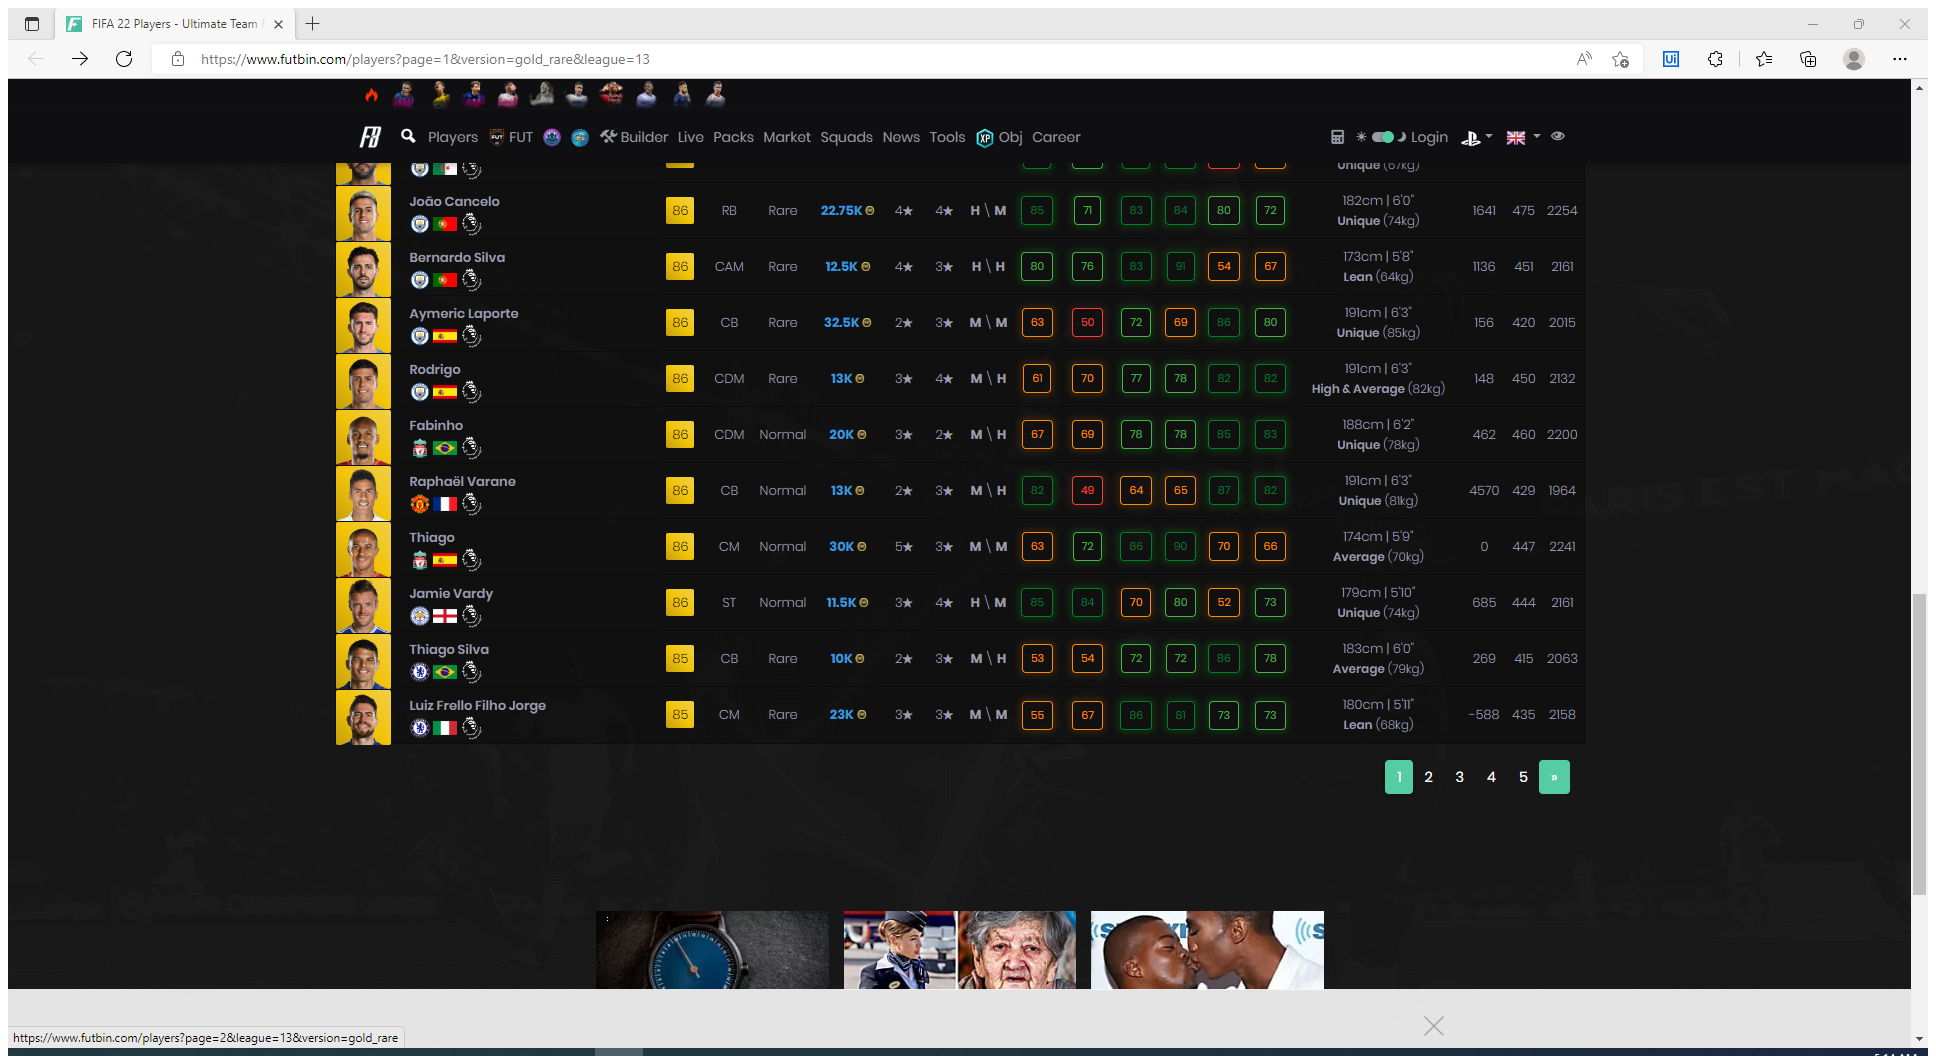 FIFA 22 Players - Ultimate Team
https://www.futbin.com/players?page=1&version=gold_rare&league=13
Players FUT Builder Live Packs Market Squads News Tools XP Obj Career Login
Unique (67kg)
João Cancelo 86 RB Rare 22.75K 4★ 4★ H \ M 85 71 83 84 80 72 182cm | 6'0" Unique (74kg) 1641 475 2254
Bernardo Silva 86 CAM Rare 12.5K 4★ 3★ H \ H 80 76 83 91 54 67 173cm | 5'8" Lean (64kg) 1136 451 2161
Aymeric Laporte 86 CB Rare 32.5K 2★ 3★ M \ M 63 50 72 69 86 80 191cm | 6'3" Unique (85kg) 156 420 2015
Rodrigo 86 CDM Rare 13K 3★ 4★ M \ H 61 70 77 78 82 82 191cm | 6'3" High & Average (82kg) 148 450 2132
Fabinho 86 CDM Normal 20K 3★ 2★ M \ H 67 69 78 78 85 83 188cm | 6'2" Unique (78kg) 462 460 2200
Raphaël Varane 86 CB Normal 13K 2★ 3★ M \ H 82 49 64 65 87 82 191cm | 6'3" Unique (81kg) 4570 429 1964
Thiago 86 CM Normal 30K 5★ 3★ M \ M 63 72 86 90 70 66 174cm | 5'9" Average (70kg) 0 447 2241
Jamie Vardy 86 ST Normal 11.5K 3★ 4★ H \ M 85 84 70 80 52 73 179cm | 5'10" Unique (74kg) 685 444 2161
Thiago Silva 85 CB Rare 10K 2★ 3★ M \ H 53 54 72 72 86 78 183cm | 6'0" Average (79kg) 269 415 2063
Luiz Frello Filho Jorge 85 CM Rare 23K 3★ 3★ M \ M 55 67 86 81 73 73 180cm | 5'11" Lean (68kg) -588 435 2158
1 2 3 4 5 »
https://www.futbin.com/players?page=2&league=13&version=gold_rare